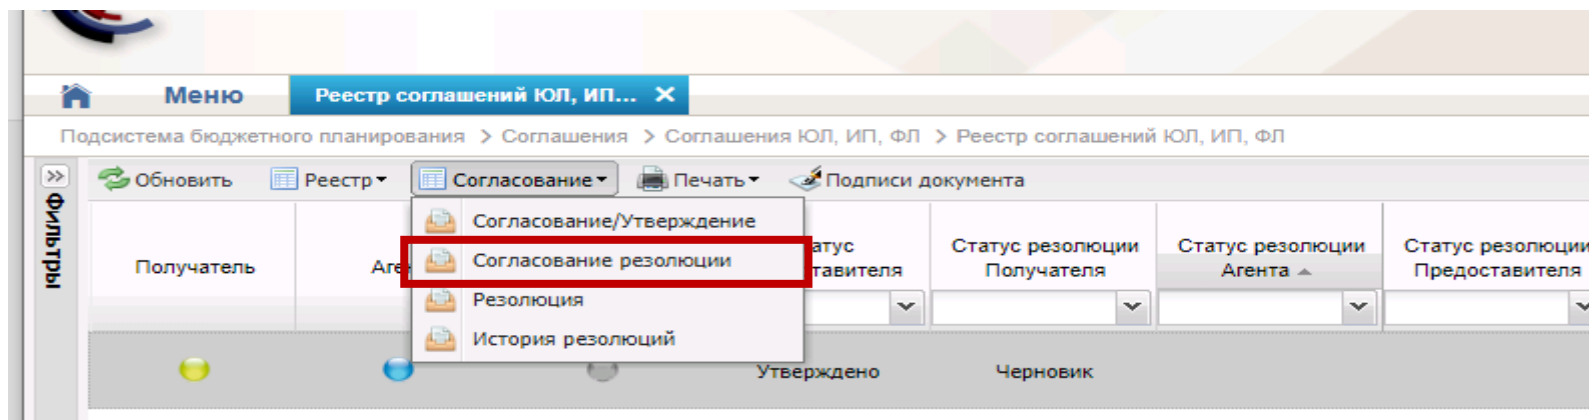 Меню
Реестр соглашений ЮЛ, ИП...
Подсистема бюджетного планирования > Соглашения > Соглашения ЮЛ, ИП, ФЛ > Реестр соглашений ЮЛ, ИП, ФЛ
Обновить Реестр Согласование Печать Подписи документа
Фильтры
Согласование/Утверждение
Согласование резолюции
Резолюция
История резолюций
Получатель
Статус резолюции
Получателя
Статус резолюции
Агента
Статус резолюции
Предоставителя
Утверждено Черновик